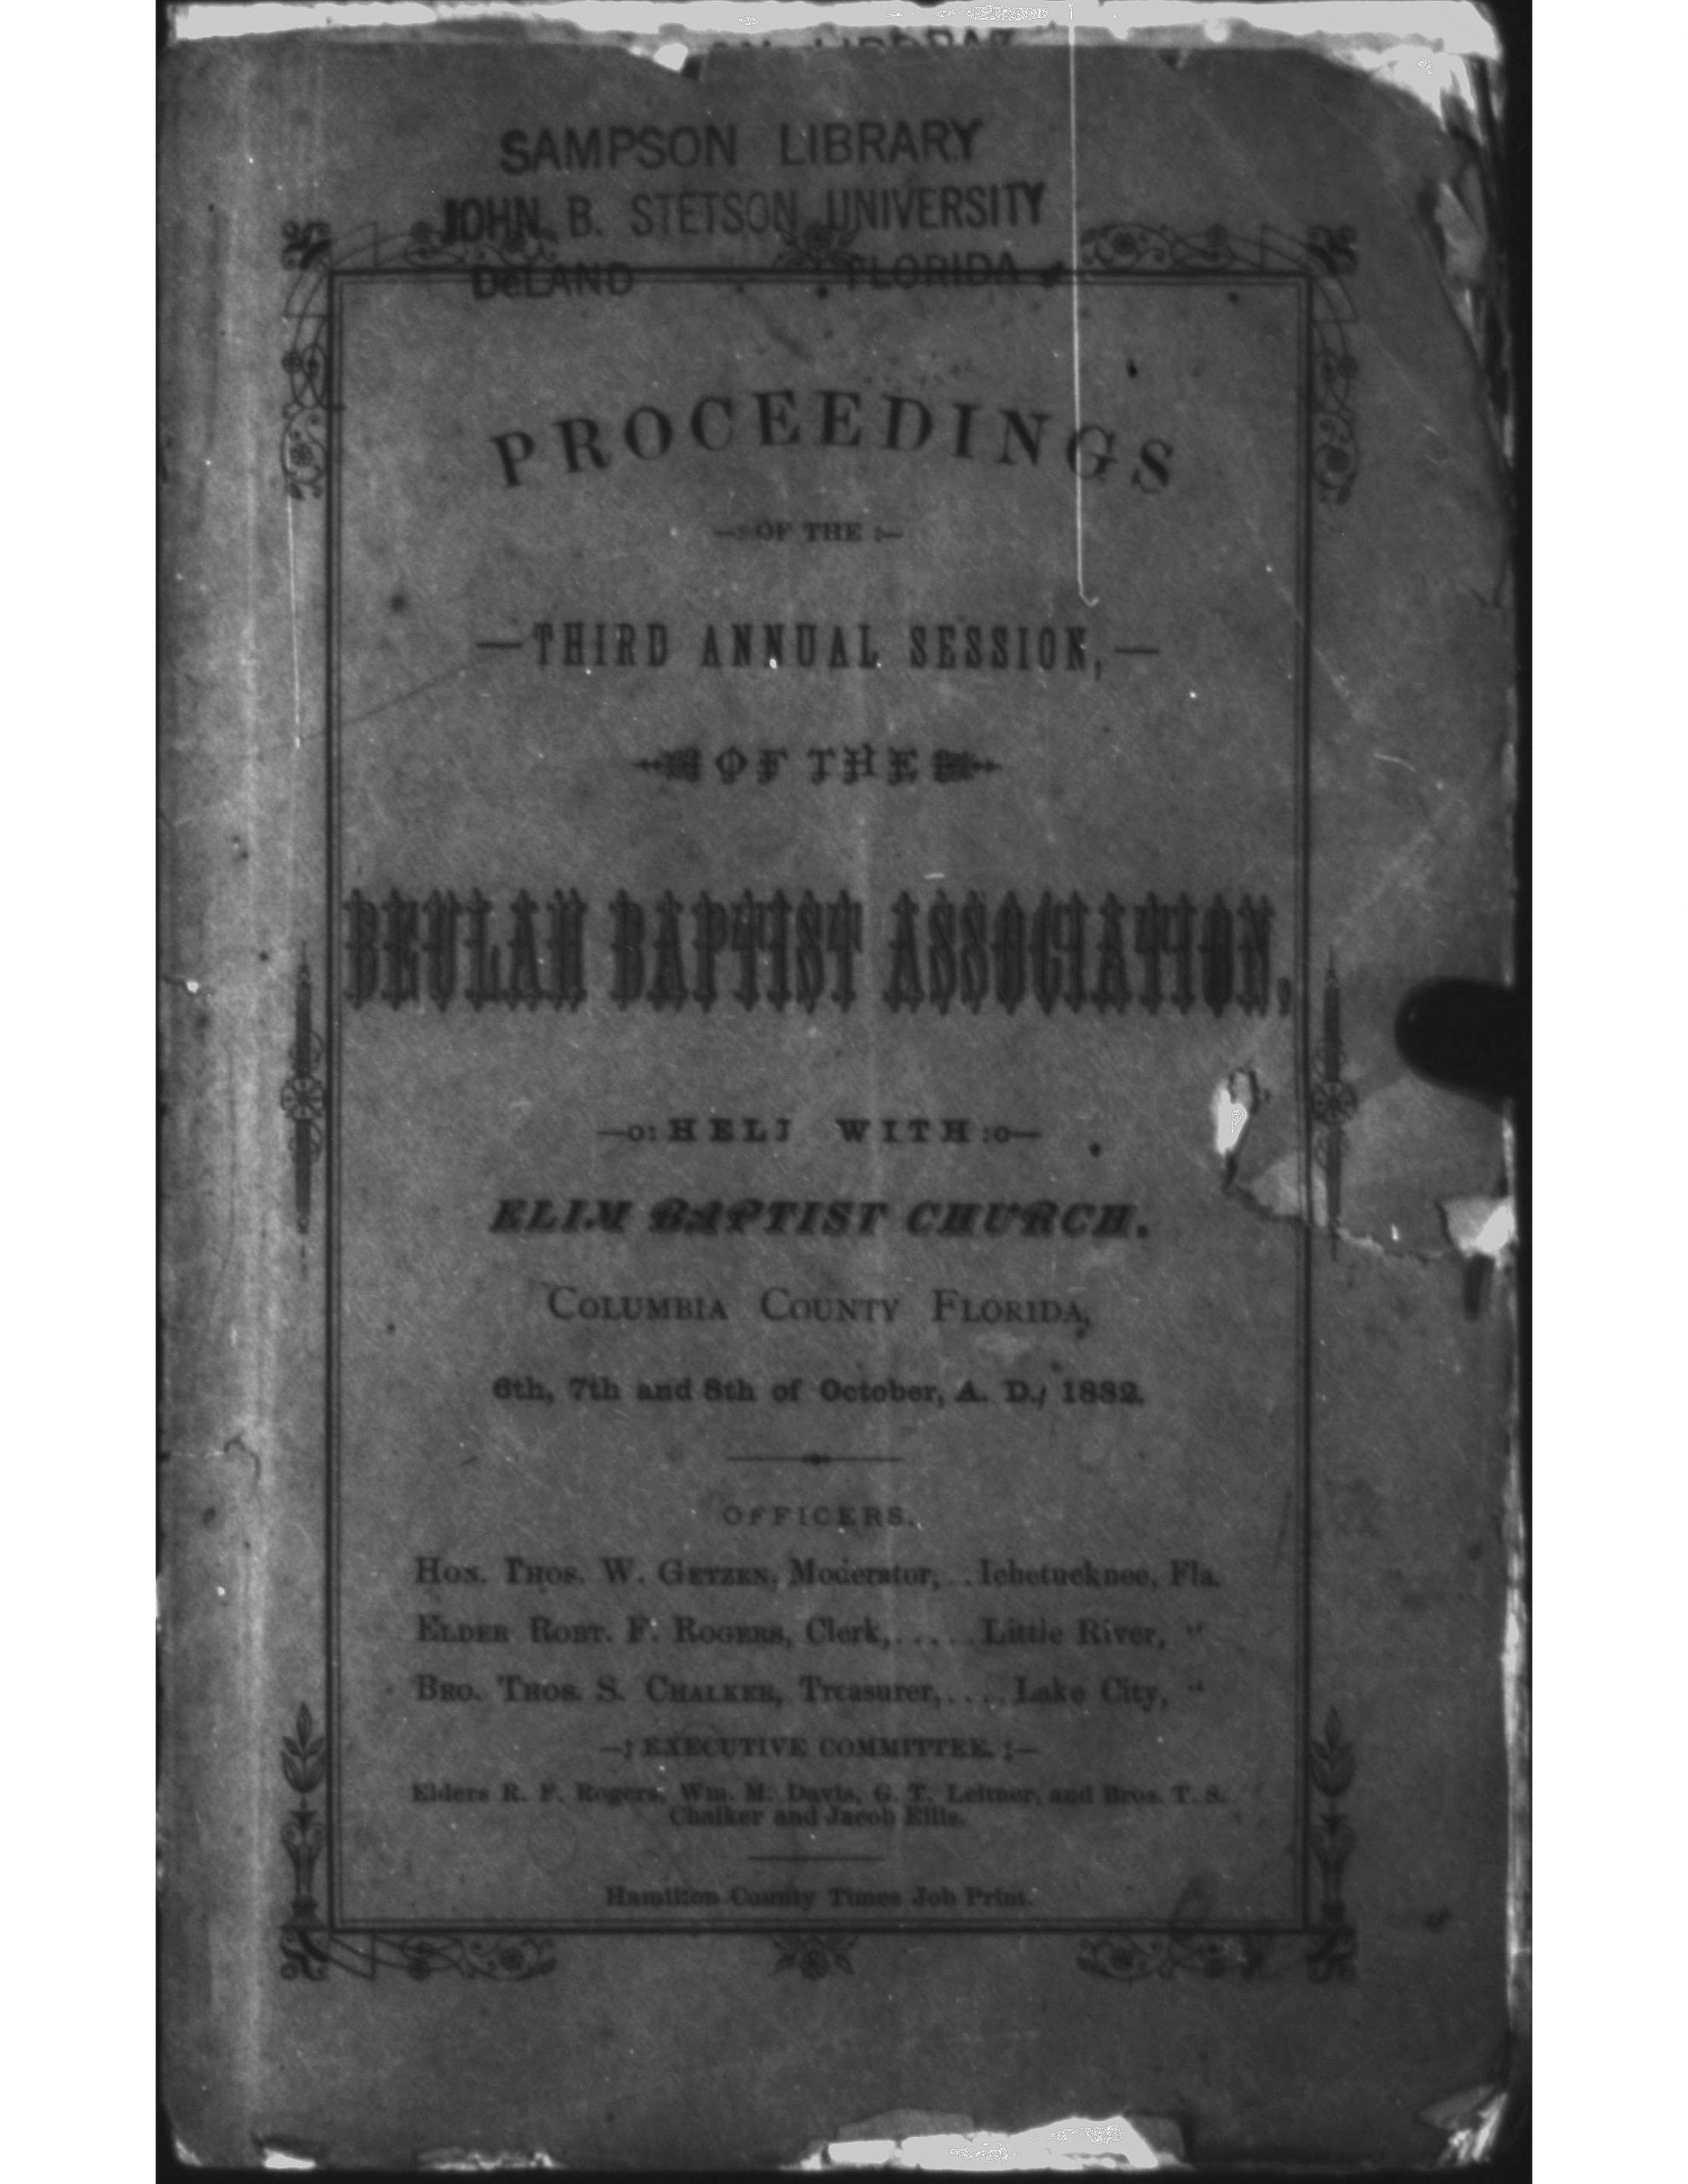 SAMPSON LIBRARY
JOHN B. STETSON UNIVERSITY
DeLAND FLORIDA
PROCEEDINGS
—: OF THE :—
—THIRD ANNUAL SESSION,—
OF THE
BEULAH BAPTIST ASSOCIATION,
—o: HELD WITH :o—
ELIM BAPTIST CHURCH.
COLUMBIA COUNTY FLORIDA,
6th, 7th and 8th of October, A. D., 1882.
OFFICERS.
HON. THOS. W. GETZEN, Moderator,..Ichetucknee, Fla.
ELDER ROBT. F. ROGERS, Clerk,.....Little River, "
BRO. THOS. S. CHALKER, Treasurer,....Lake City, "
—: EXECUTIVE COMMITTEE. :—
Elders R. F. Rogers, Wm. M. Davis, G. T. Leitner, and Bros. T. S.
Chalker and Jacob Ellis.
Hamilton County Times Job Print.